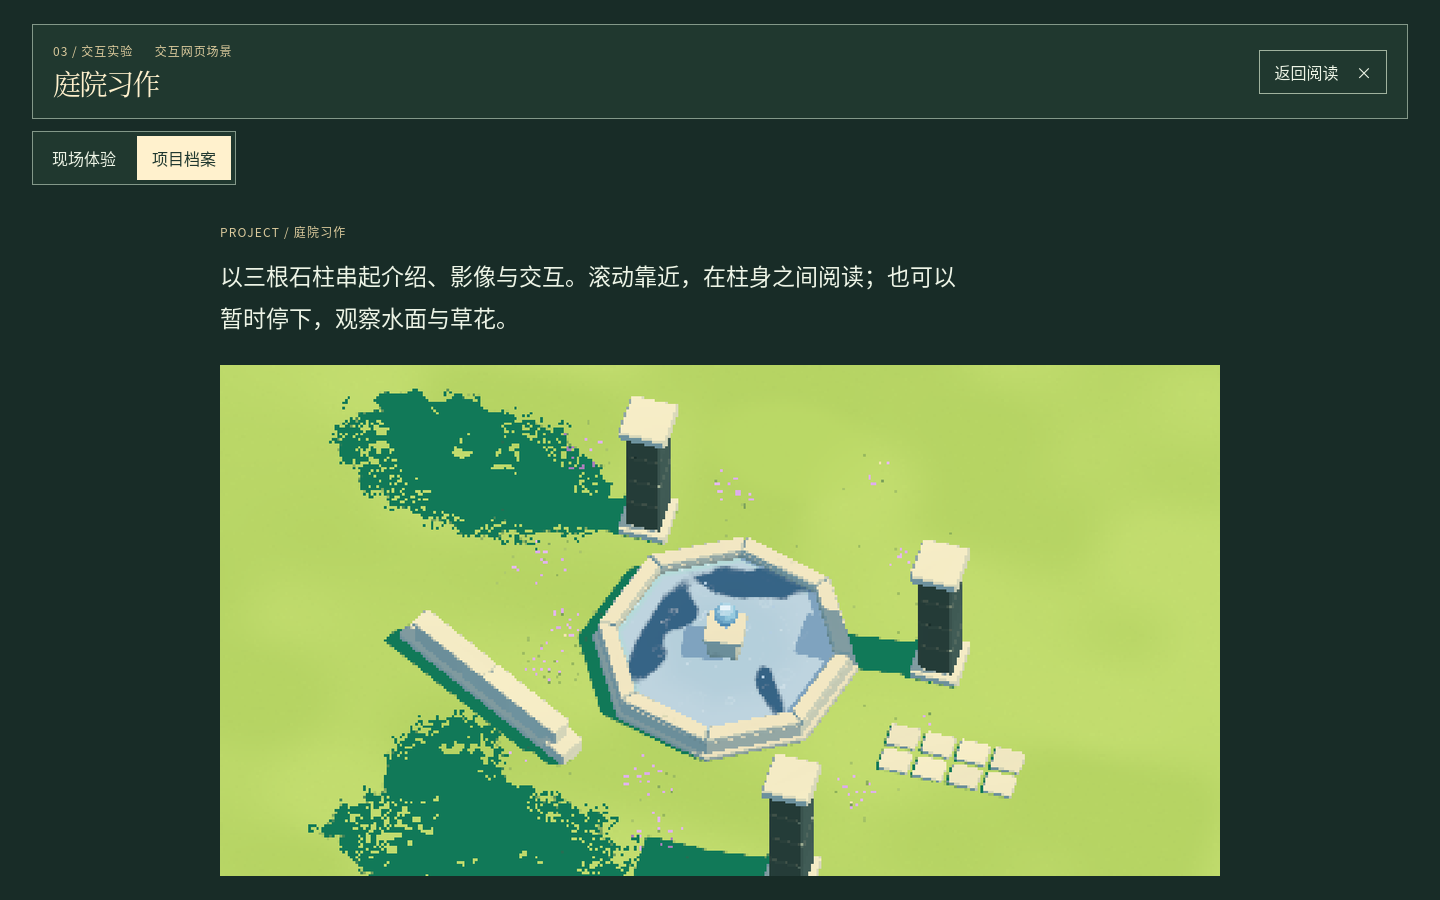 03 / 交互实验 交互网页场景
庭院习作
返回阅读 ×
现场体验 项目档案
PROJECT / 庭院习作
以三根石柱串起介绍、影像与交互。滚动靠近，在柱身之间阅读；也可以
暂时停下，观察水面与草花。